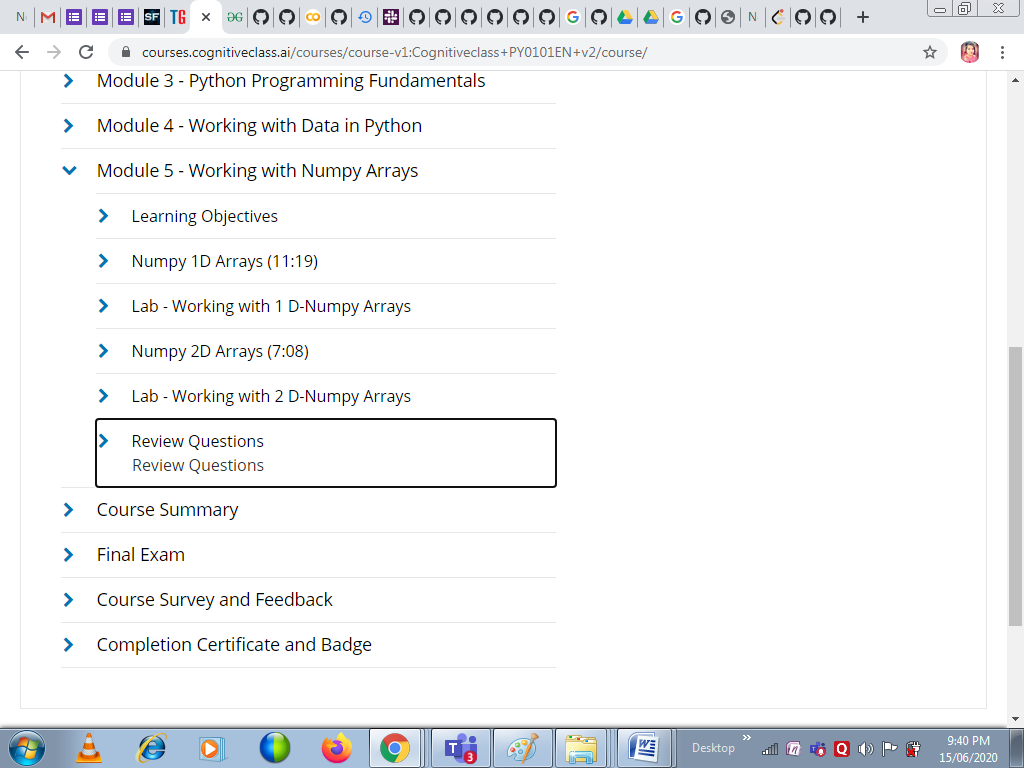 N
M
SF
TG
courses.cognitiveclass.ai/courses/course-v1:Cognitiveclass+PY0101EN+v2/course/
Module 3 - Python Programming Fundamentals
Module 4 - Working with Data in Python
Module 5 - Working with Numpy Arrays
Learning Objectives
Numpy 1D Arrays (11:19)
Lab - Working with 1 D-Numpy Arrays
Numpy 2D Arrays (7:08)
Lab - Working with 2 D-Numpy Arrays
Review Questions
Review Questions
Course Summary
Final Exam
Course Survey and Feedback
Completion Certificate and Badge
3
Desktop
9:40 PM
15/06/2020